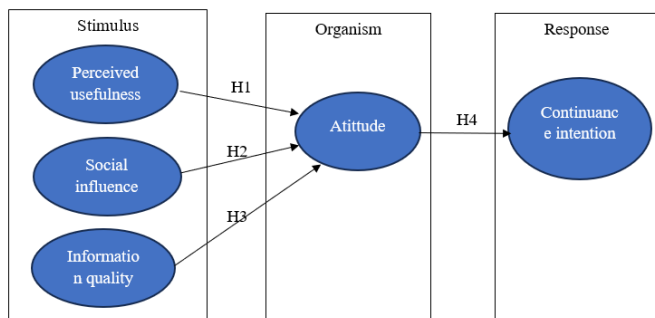 Stimulus
Organism
Response
Perceived
usefulness
H1
Social
influence
H2
Informatio
n quality
H3
Atittude
H4
Continuanc
e intention